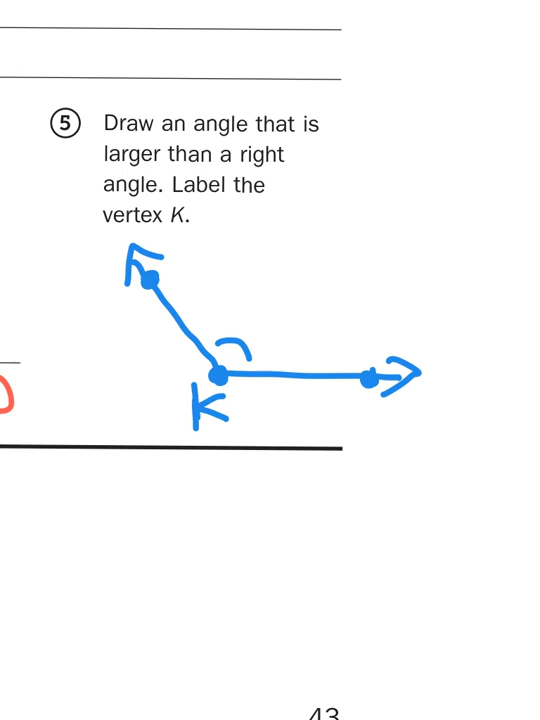 5 Draw an angle that is
larger than a right
angle. Label the
vertex K.
K
43